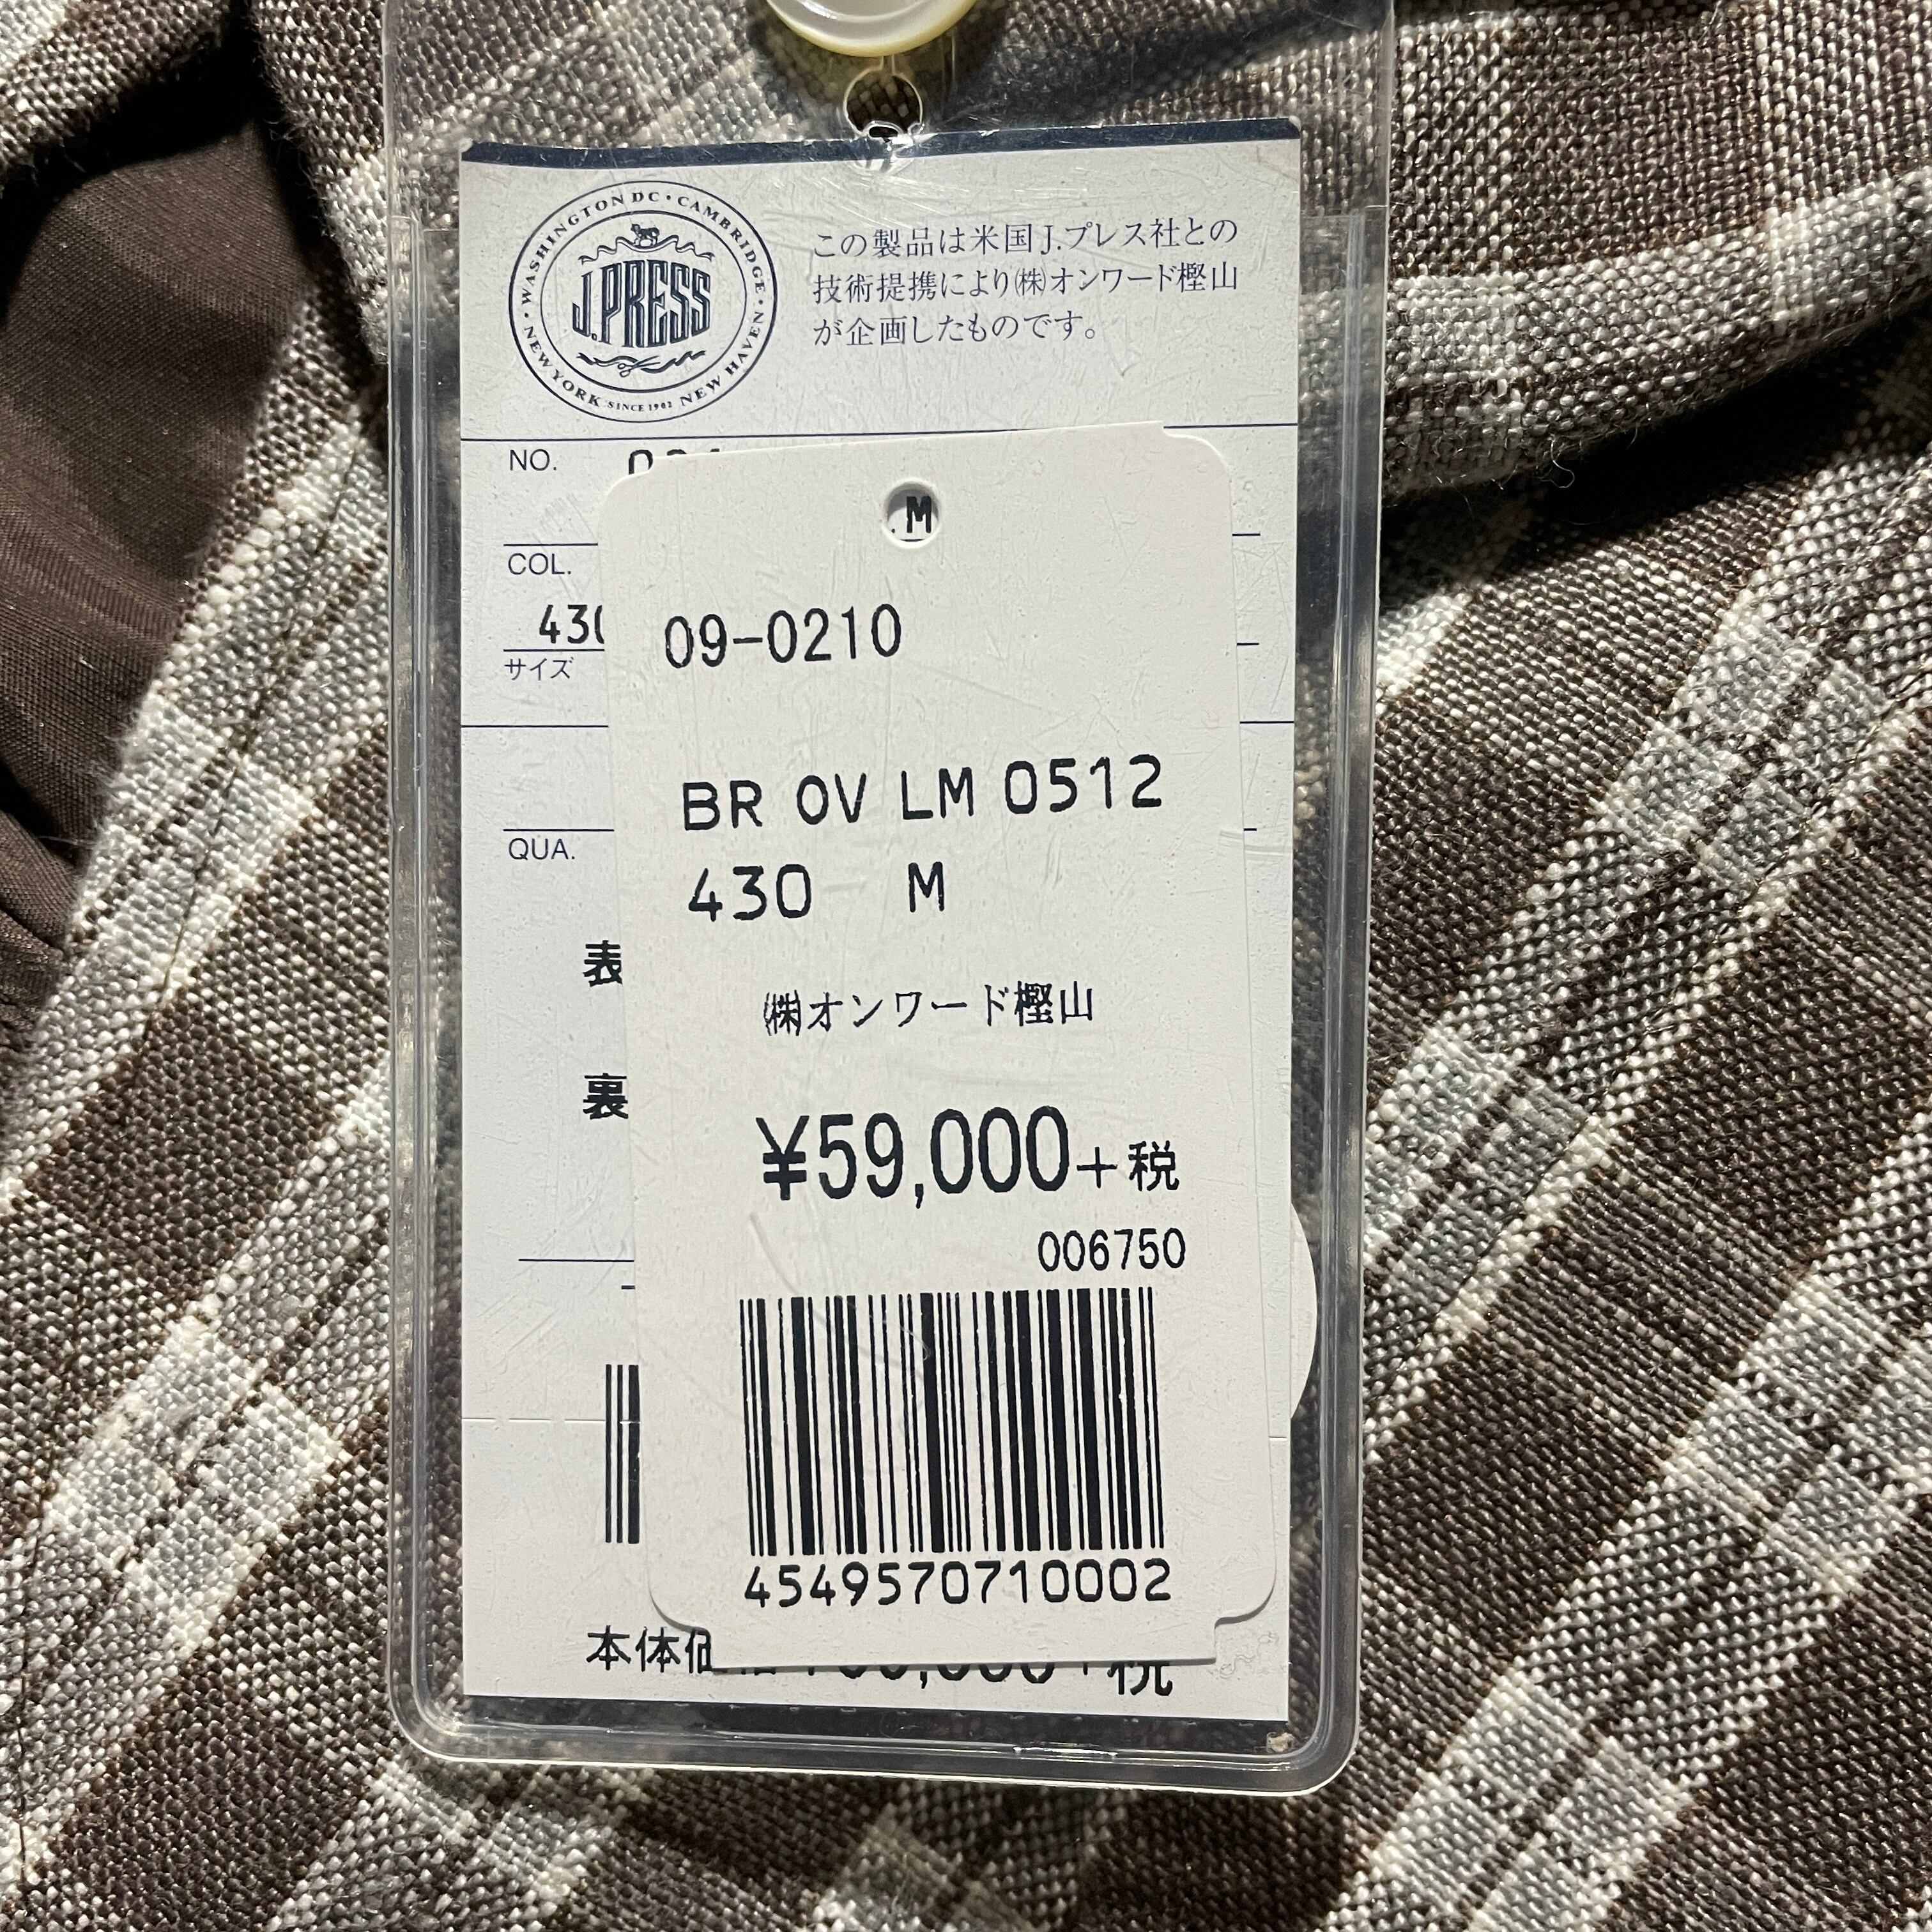 WASHINGTON DC • CAMBRIDGE • NEW HAVEN
SINCE 1902
NEW YORK
J.PRESS
この製品は米国J.プレス社との
技術提携により㈱オンワード樫山
が企画したものです。
NO.
M
COL.
430
サイズ
09-0210
BR OV LM 0512
430 M
QUA.
表
㈱オンワード樫山
裏
¥59,000+税
006750
4549570710002
本体価
税